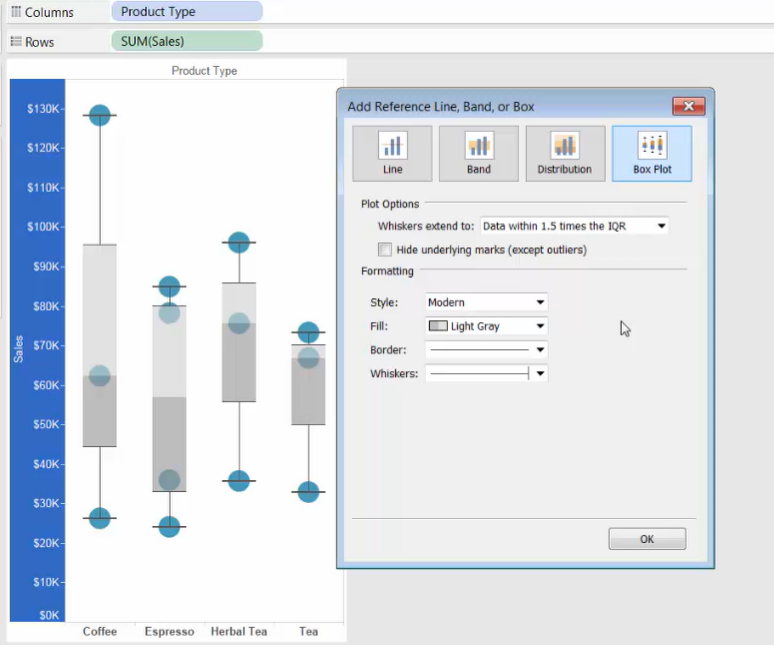 Columns
Product Type
Rows
SUM(Sales)
Product Type
$130K
$120K
$110K
$100K
$90K
$80K
$70K
$60K
$50K
$40K
$30K
$20K
$10K
$0K
Sales
Coffee
Espresso
Herbal Tea
Tea
Add Reference Line, Band, or Box
Line
Band
Distribution
Box Plot
Plot Options
Whiskers extend to: Data within 1.5 times the IQR
Hide underlying marks (except outliers)
Formatting
Style: Modern
Fill: Light Gray
Border:
Whiskers:
OK